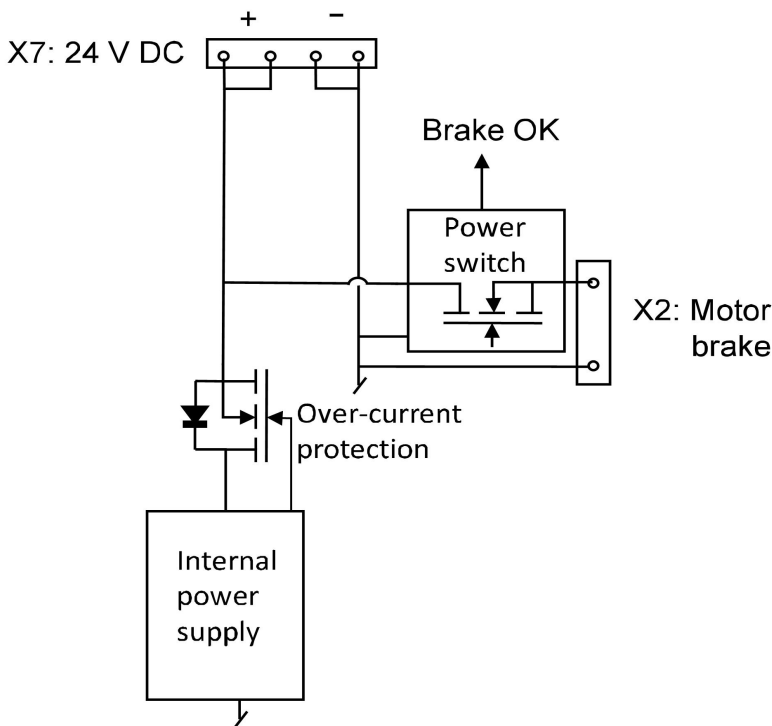 + −
X7: 24 V DC
Brake OK
Power
switch
X2: Motor
brake
Over-current
protection
Internal
power
supply